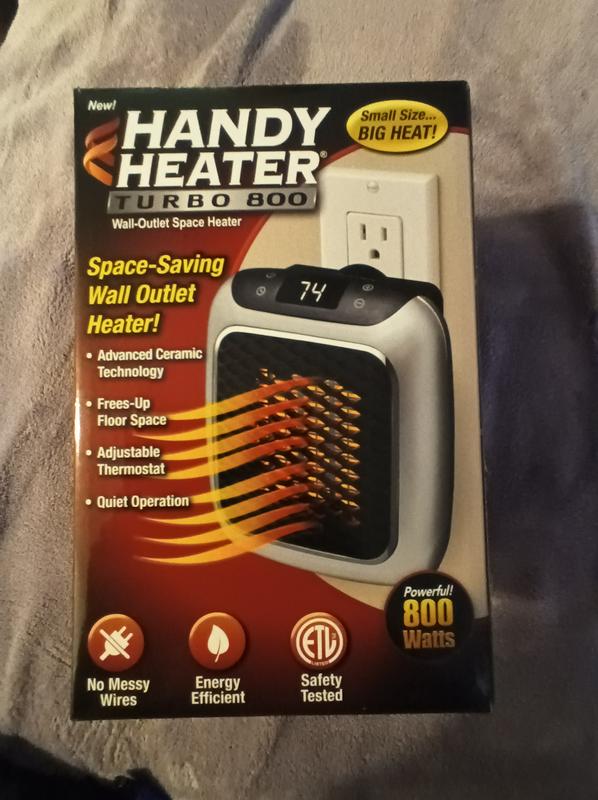 New!
HANDY
HEATER®
TURBO 800
Wall-Outlet Space Heater
Small Size...
BIG HEAT!
Space-Saving
Wall Outlet
Heater!
• Advanced Ceramic
Technology
• Frees-Up
Floor Space
• Adjustable
Thermostat
• Quiet Operation
74
Powerful!
800
Watts
ETL
LISTED
No Messy
Wires
Energy
Efficient
Safety
Tested